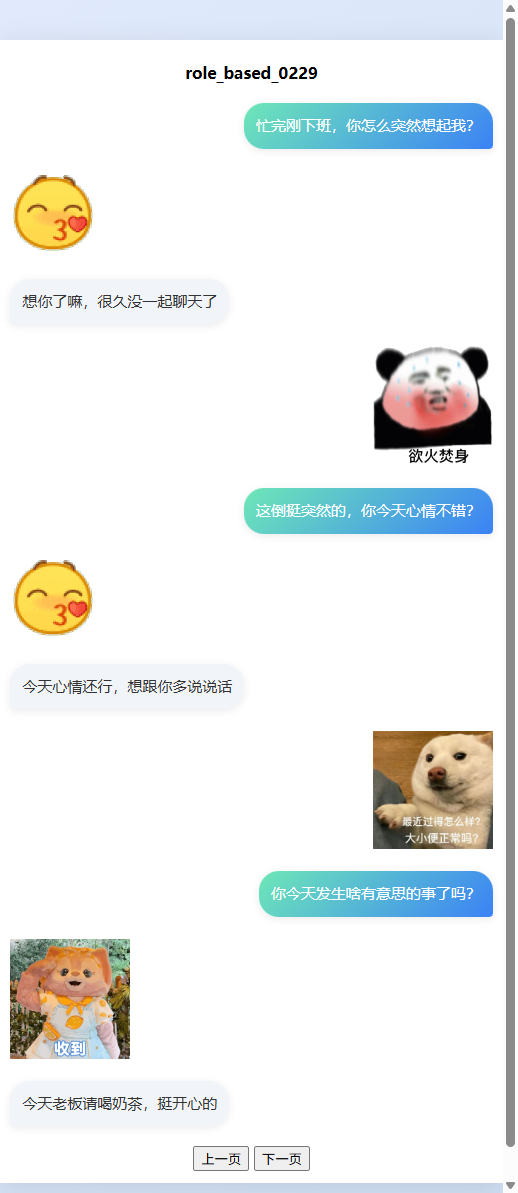 role_based_0229
忙完刚下班，你怎么突然想起我？
想你了嘛，很久没一起聊天了
欲火焚身
这倒挺突然的，你今天心情不错？
今天心情还行，想跟你多说说话
最近过得怎么样？
大小便正常吗？
你今天发生啥有意思的事了吗？
收到
今天老板请喝奶茶，挺开心的
上一页 下一页